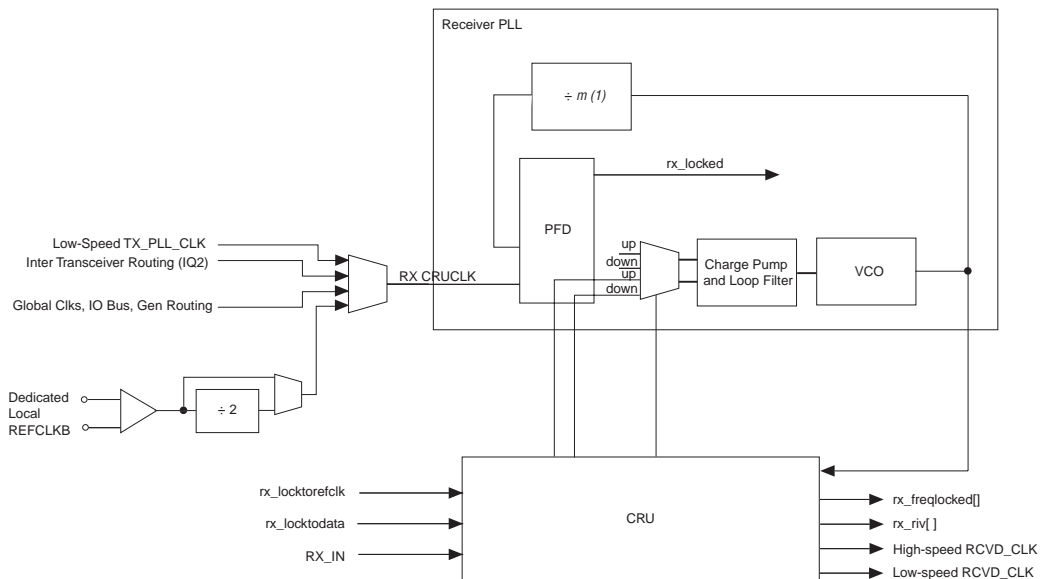 Receiver PLL
÷ m (1)
rx_locked
PFD
up
down
up
down
Charge Pump
and Loop Filter
VCO
Low-Speed TX_PLL_CLK
Inter Transceiver Routing (IQ2)
Global Clks, IO Bus, Gen Routing
RX CRUCLK
Dedicated
Local
REFCLKB
÷ 2
rx_locktorefclk
rx_locktodata
RX_IN
CRU
rx_freqlocked[]
rx_riv[ ]
High-speed RCVD_CLK
Low-speed RCVD_CLK